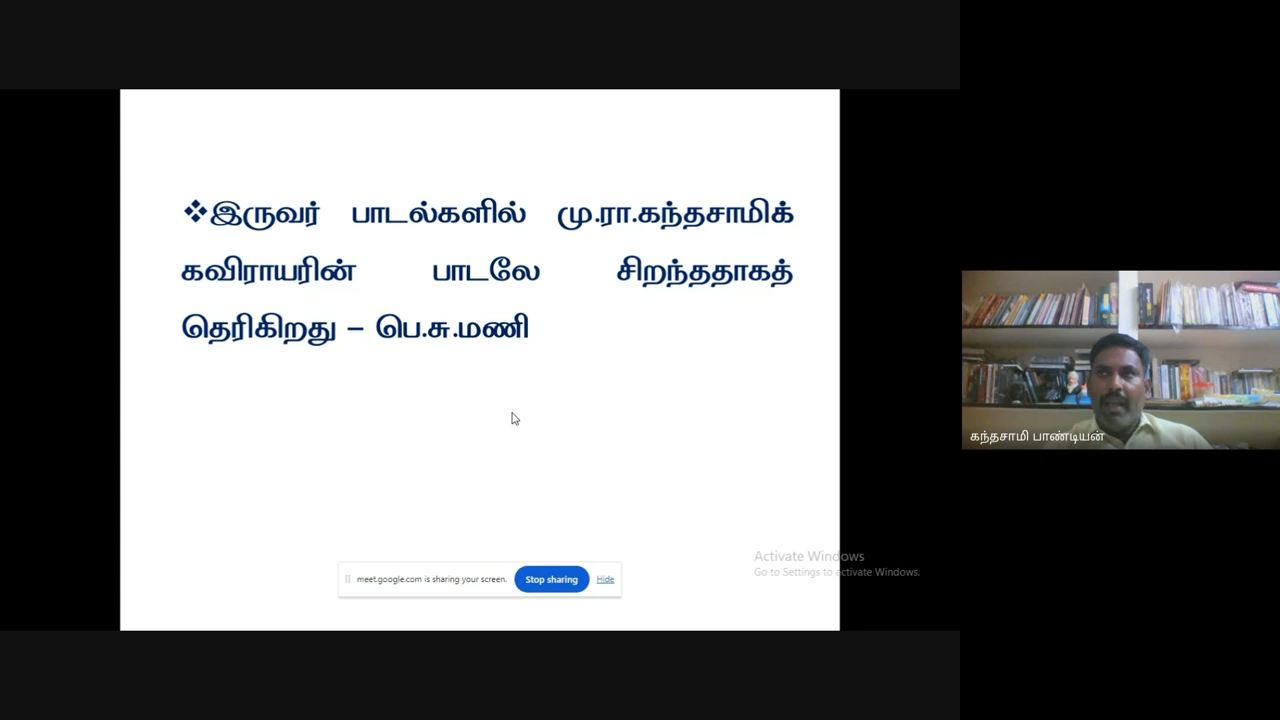 ❖இருவர் பாடல்களில் மு.ரா.கந்தசாமிக்
கவிராயரின் பாடலே சிறந்ததாகத்
தெரிகிறது – பெ.சு.மணி
கந்தசாமி பாண்டியன்
Activate Windows
Go to Settings to activate Windows.
meet.google.com is sharing your screen. Stop sharing Hide